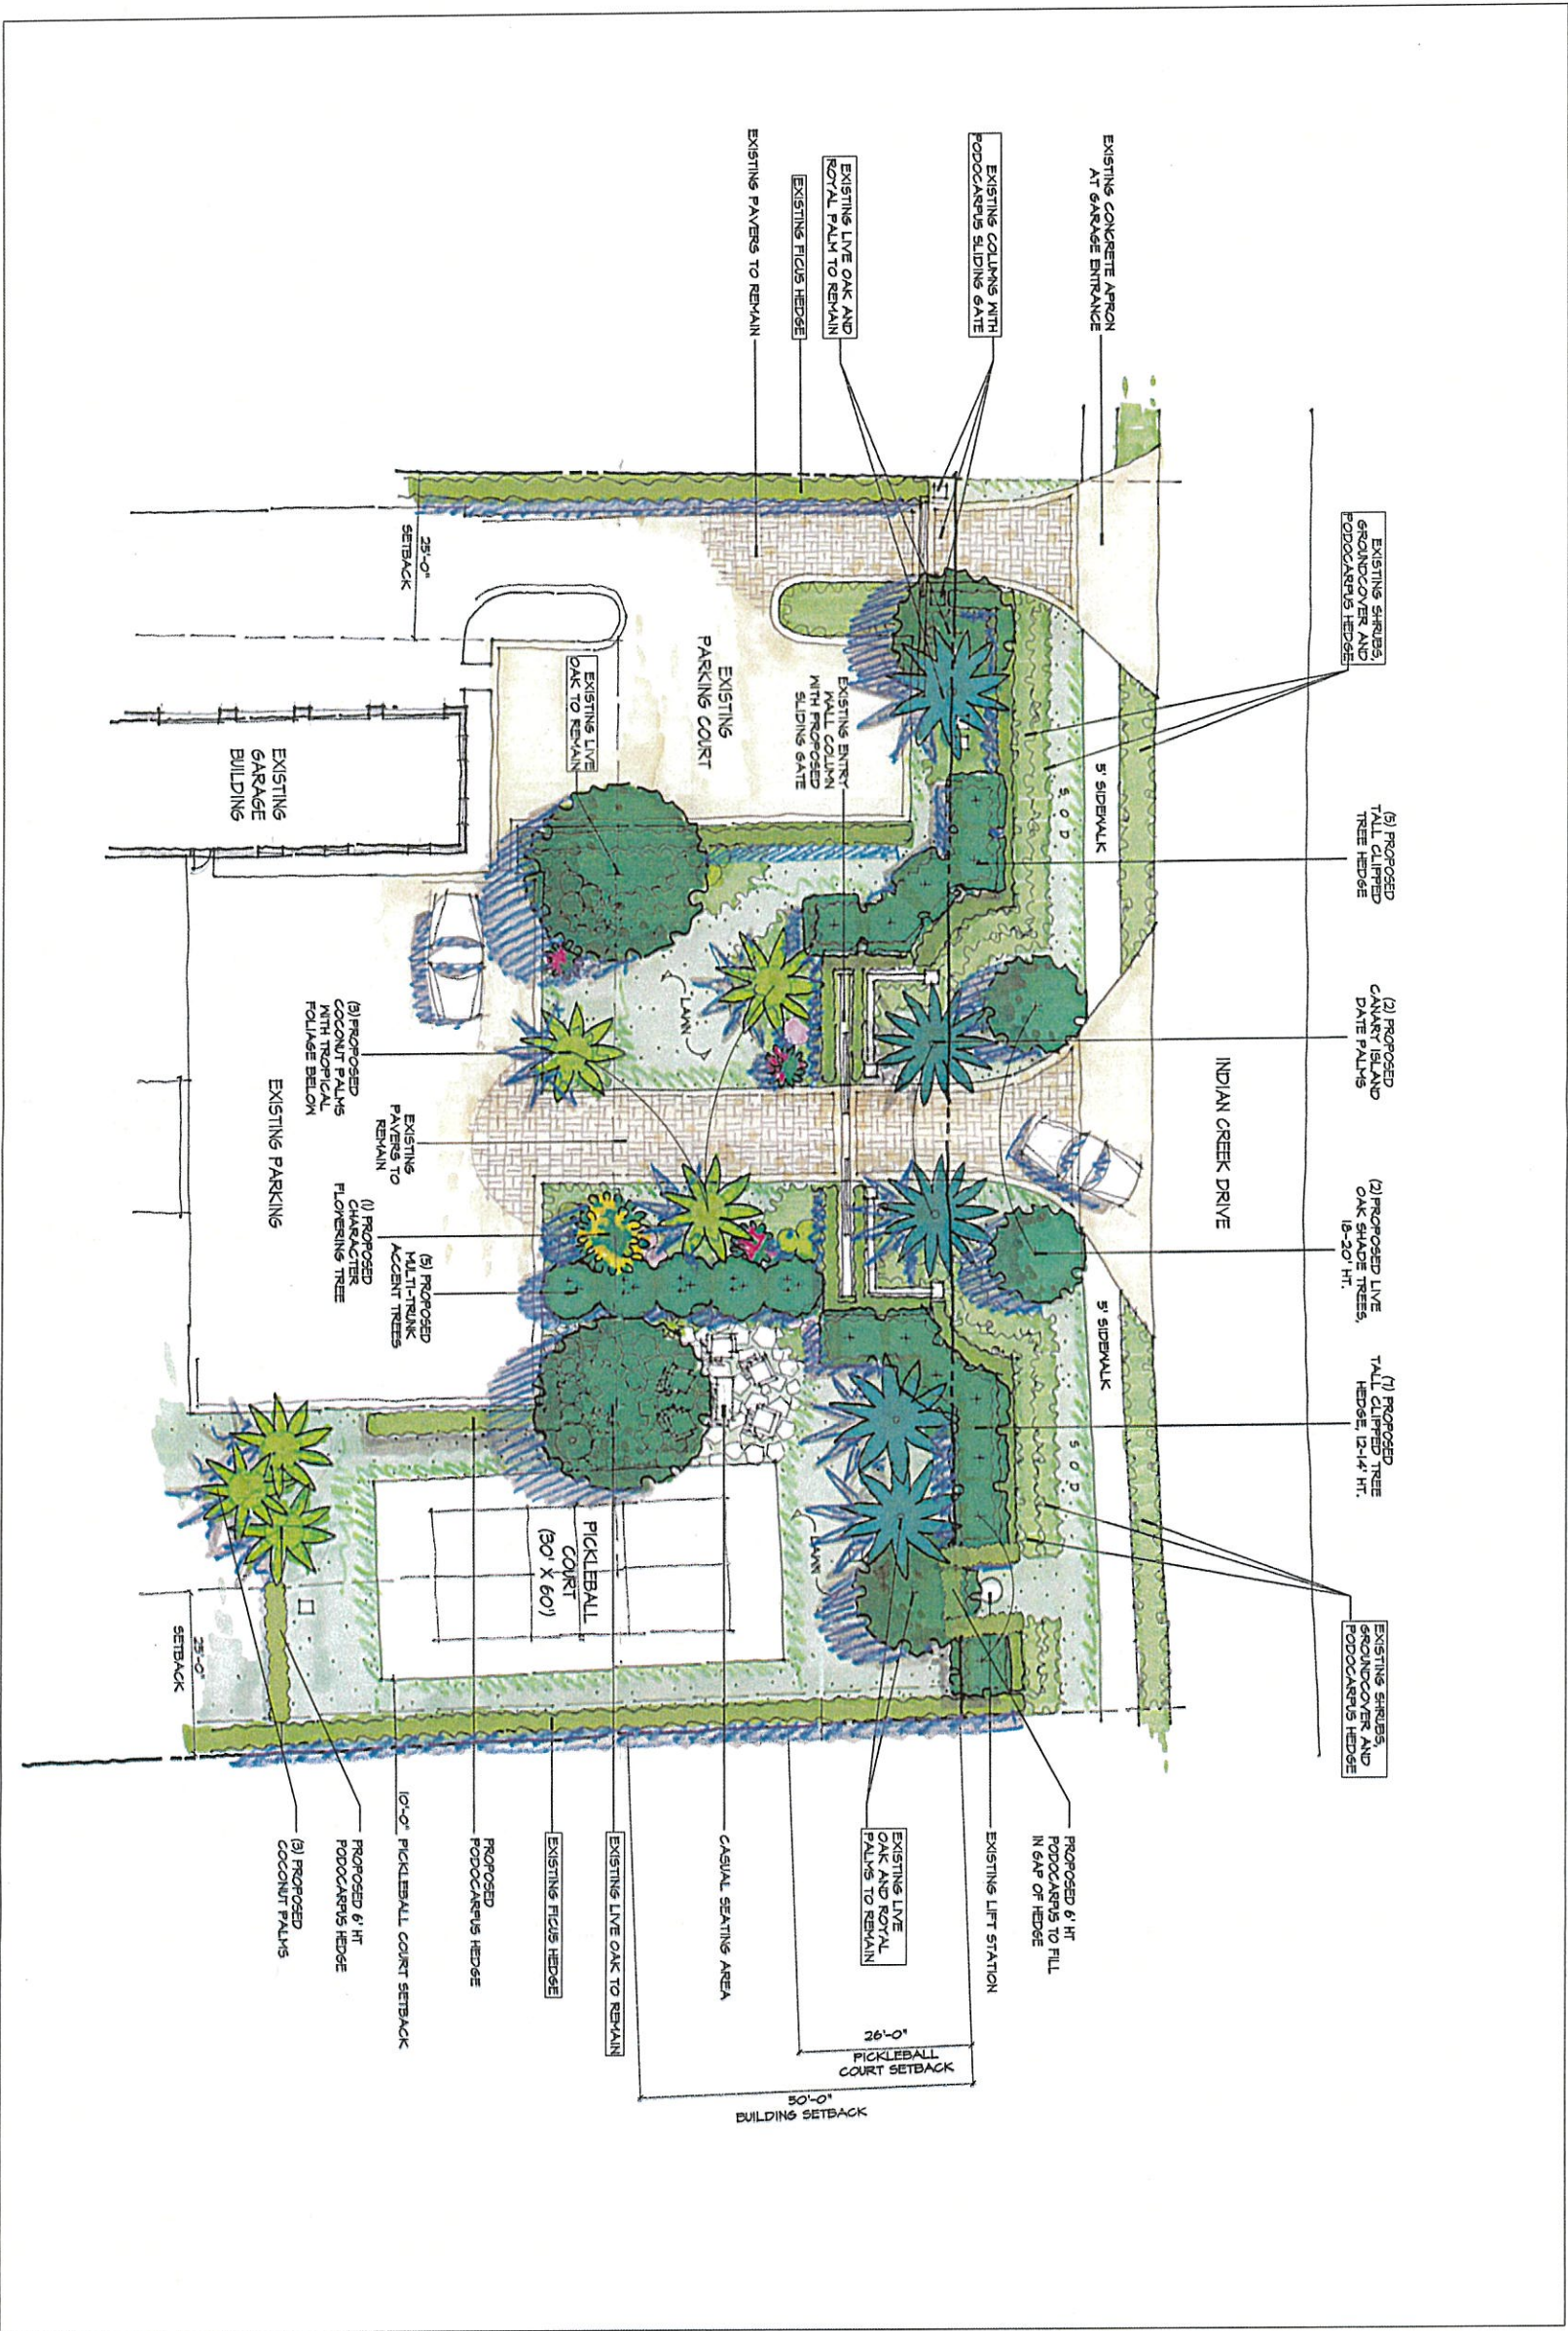 EXISTING CONCRETE APRON
AT GARAGE ENTRANCE
EXISTING COLUMNS WITH
PODOCARPUS SLIDING GATE
EXISTING LIVE OAK AND
ROYAL PALM TO REMAIN
EXISTING FICUS HEDGE
EXISTING PAVERS TO REMAIN
EXISTING SHRUBS,
GROUNDCOVER AND
PODOCARPUS HEDGE
(5) PROPOSED
TALL CLIPPED
TREE HEDGE
(2) PROPOSED
CANARY ISLAND
DATE PALMS
(2) PROPOSED LIVE
OAK SHADE TREES,
18-20' HT.
(7) PROPOSED
TALL CLIPPED TREE
HEDGE, 12-14' HT.
EXISTING SHRUBS,
GROUNDCOVER AND
PODOCARPUS HEDGE
INDIAN CREEK DRIVE
5' SIDEWALK
5' SIDEWALK
SOD
SOD
EXISTING ENTRY
WALL COLUMN
WITH PROPOSED
SLIDING GATE
EXISTING
PARKING COURT
EXISTING LIVE
OAK TO REMAIN
25'-0"
SETBACK
EXISTING
GARAGE
BUILDING
LAWN
LAWN
(3) PROPOSED
COCONUT PALMS
WITH TROPICAL
FOLIAGE BELOW
EXISTING
PAVERS TO
REMAIN
(1) PROPOSED
CHARACTER
FLOWERING TREE
(5) PROPOSED
MULTI-TRUNK
ACCENT TREES
EXISTING PARKING
PICKLEBALL
COURT
(30' X 60')
25'-0"
SETBACK
PROPOSED 6' HT
PODOCARPUS TO FILL
IN GAP OF HEDGE
EXISTING LIFT STATION
EXISTING LIVE
OAK AND ROYAL
PALMS TO REMAIN
CASUAL SEATING AREA
EXISTING LIVE OAK TO REMAIN
EXISTING FICUS HEDGE
PROPOSED
PODOCARPUS HEDGE
10'-0" PICKLEBALL COURT SETBACK
PROPOSED 6' HT
PODOCARPUS HEDGE
(3) PROPOSED
COCONUT PALMS
26'-0"
PICKLEBALL
COURT SETBACK
50'-0"
BUILDING SETBACK